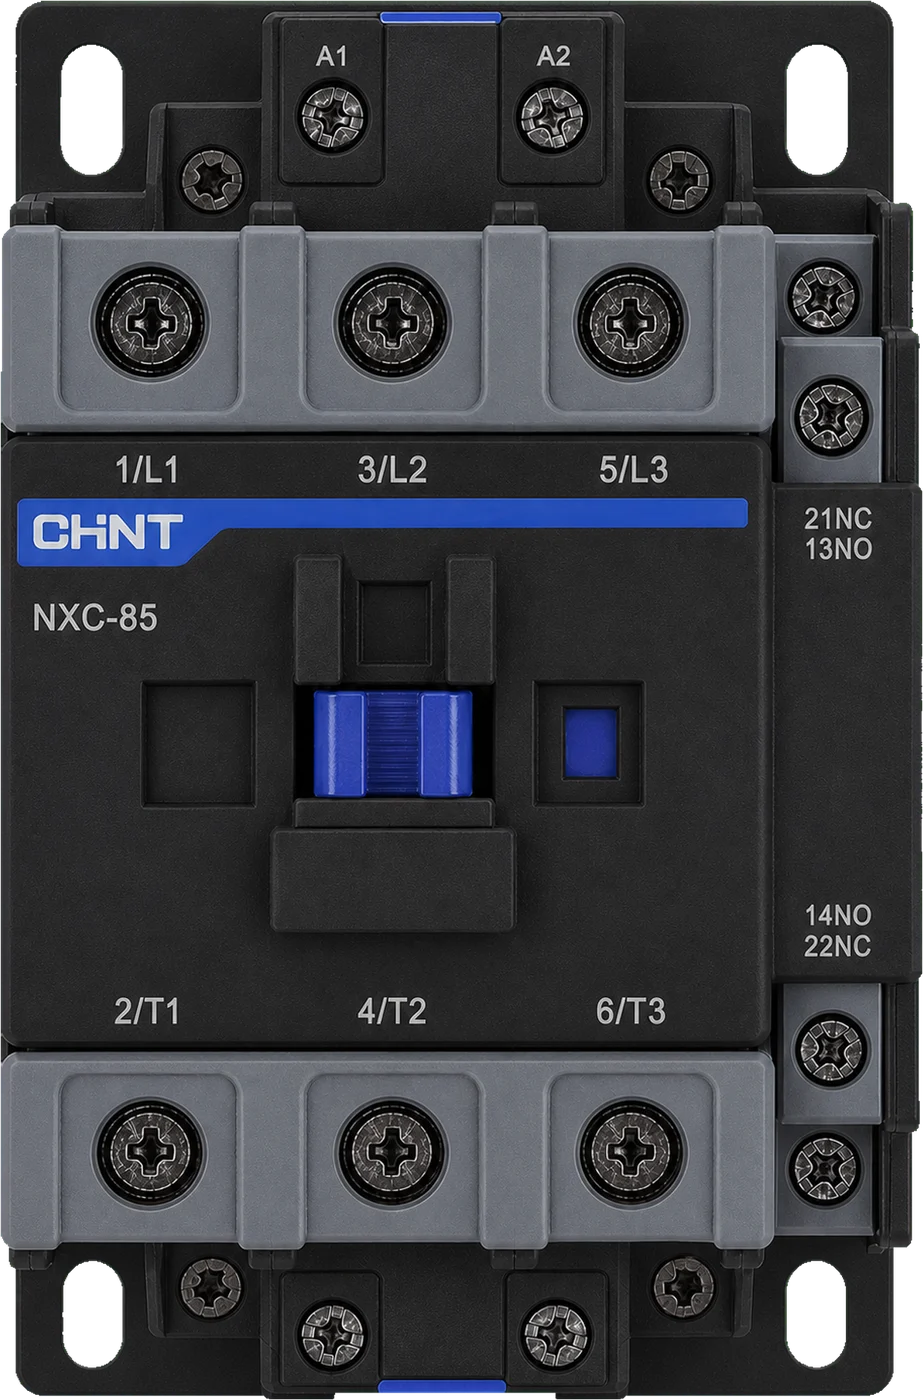 A1 A2
1/L1 3/L2 5/L3
CHNT
21NC
13NO
NXC-85
14NO
22NC
2/T1 4/T2 6/T3